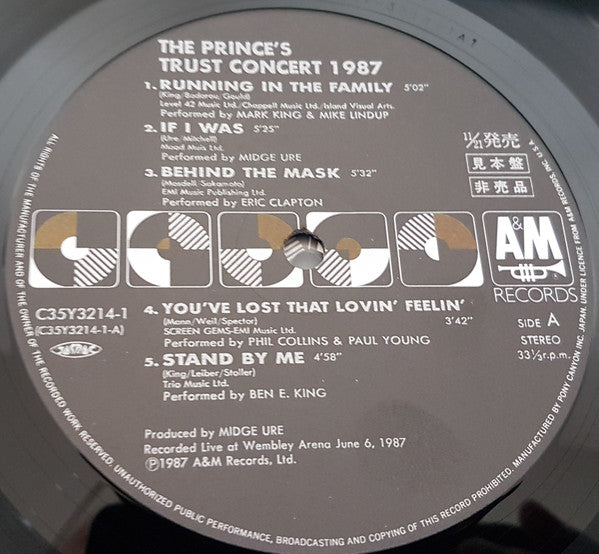 THE PRINCE'S
TRUST CONCERT 1987
1. RUNNING IN THE FAMILY 5'02"
(King/Badarou/Gould)
Level 42 Music Ltd./Chappell Music Ltd./Island Visual Arts.
Performed by MARK KING & MIKE LINDUP
2. IF I WAS 5'25"
(Ure/Mitchell)
Mood Music Ltd.
Performed by MIDGE URE
3. BEHIND THE MASK 5'32"
(Mosdell/Sakamoto)
EMI Music Publishing Ltd.
Performed by ERIC CLAPTON
11/21発売
見本盤
非売品
A&M
RECORDS
C35Y3214-1
(C35Y3214-1-A)
JASRAC
4. YOU'VE LOST THAT LOVIN' FEELIN'
(Mann/Weil/Spector) 3'42"
SCREEN GEMS-EMI Music Ltd.
Performed by PHIL COLLINS & PAUL YOUNG
5. STAND BY ME 4'58"
(King/Leiber/Stoller)
Trio Music Ltd.
Performed by BEN E. KING
SIDE A
STEREO
33⅓r.p.m.
Produced by MIDGE URE
Recorded Live at Wembley Arena June 6, 1987
Ⓟ1987 A&M Records, Ltd.
ALL RIGHTS OF THE MANUFACTURER AND OF THE OWNER OF THE RECORDED WORK RESERVED. UNAUTHORIZED PUBLIC PERFORMANCE, BROADCASTING AND COPYING OF THIS RECORD PROHIBITED. MANUFACTURED BY PONY CANYON INC. JAPAN, UNDER LICENCE FROM A&M RECORDS, INC. U.S.A.